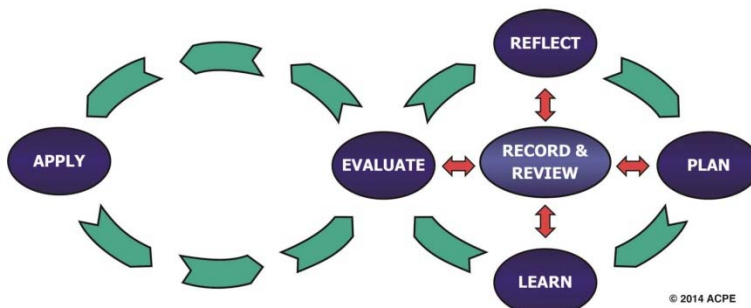 REFLECT
APPLY
EVALUATE
RECORD &
REVIEW
PLAN
LEARN
© 2014 ACPE